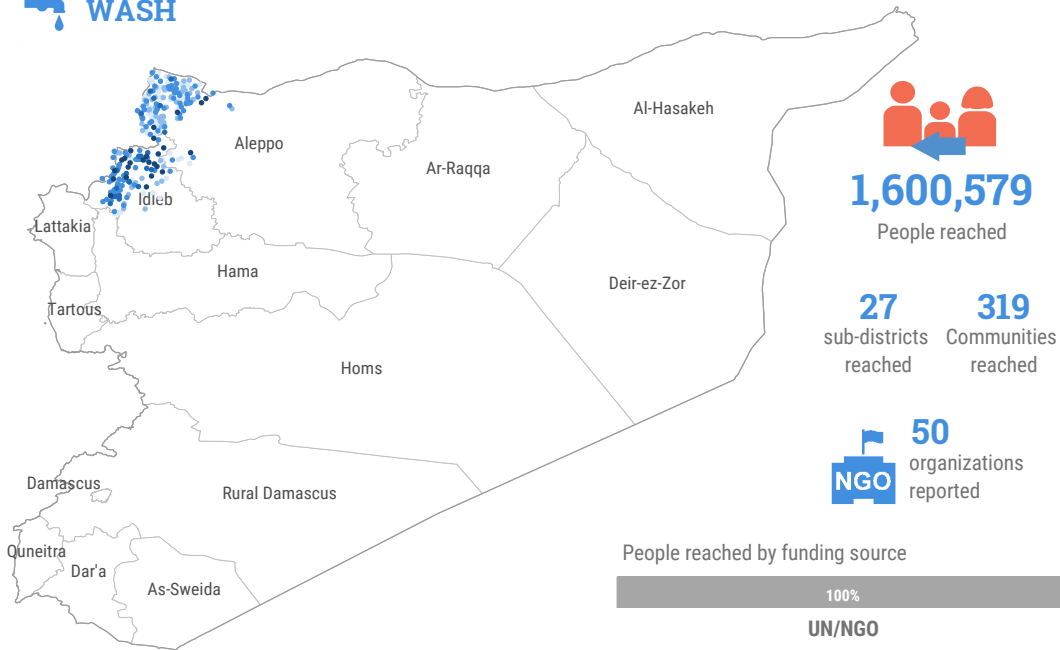 WASH
Al-Hasakeh
Aleppo
Ar-Raqqa
Idleb
Lattakia
Hama
Deir-ez-Zor
Tartous
Homs
Damascus
Rural Damascus
Quneitra
Dar'a
As-Sweida
1,600,579
People reached
27
sub-districts
reached
319
Communities
reached
50
organizations
reported
NGO
People reached by funding source
100%
UN/NGO